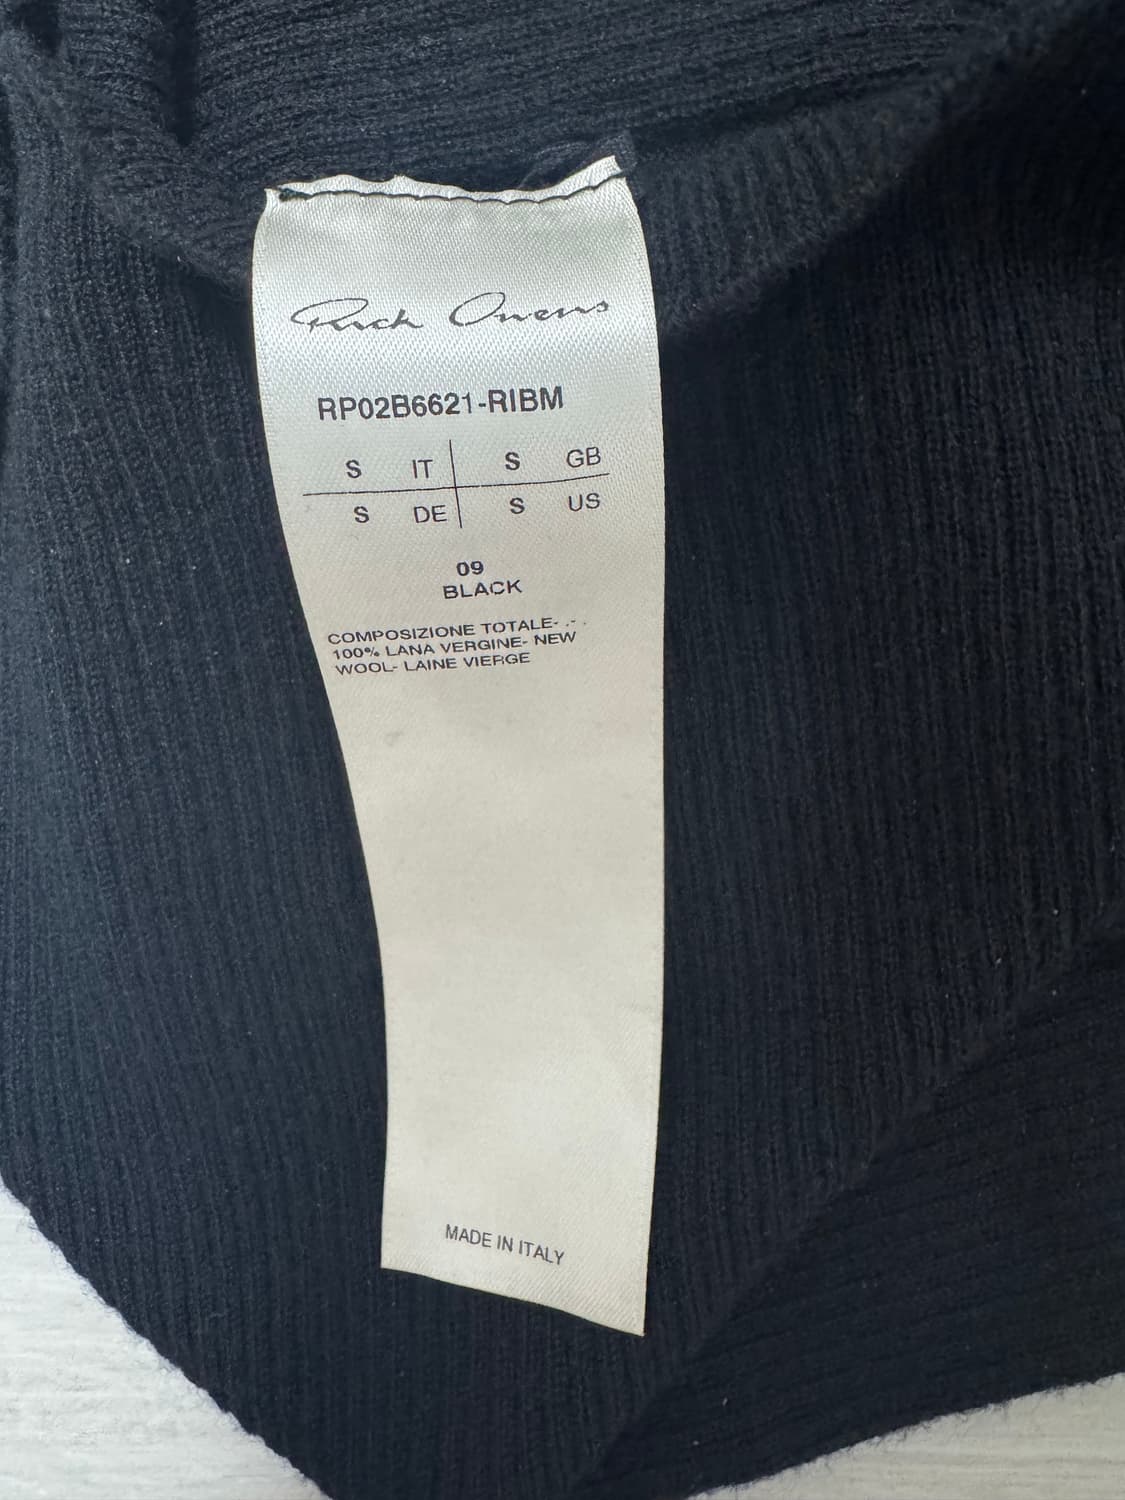 Rick Owens
RP02B6621-RIBM
S IT S GB
S DE S US
09
BLACK
COMPOSIZIONE TOTALE- .- .
100% LANA VERGINE- NEW
WOOL- LAINE VIERGE
MADE IN ITALY